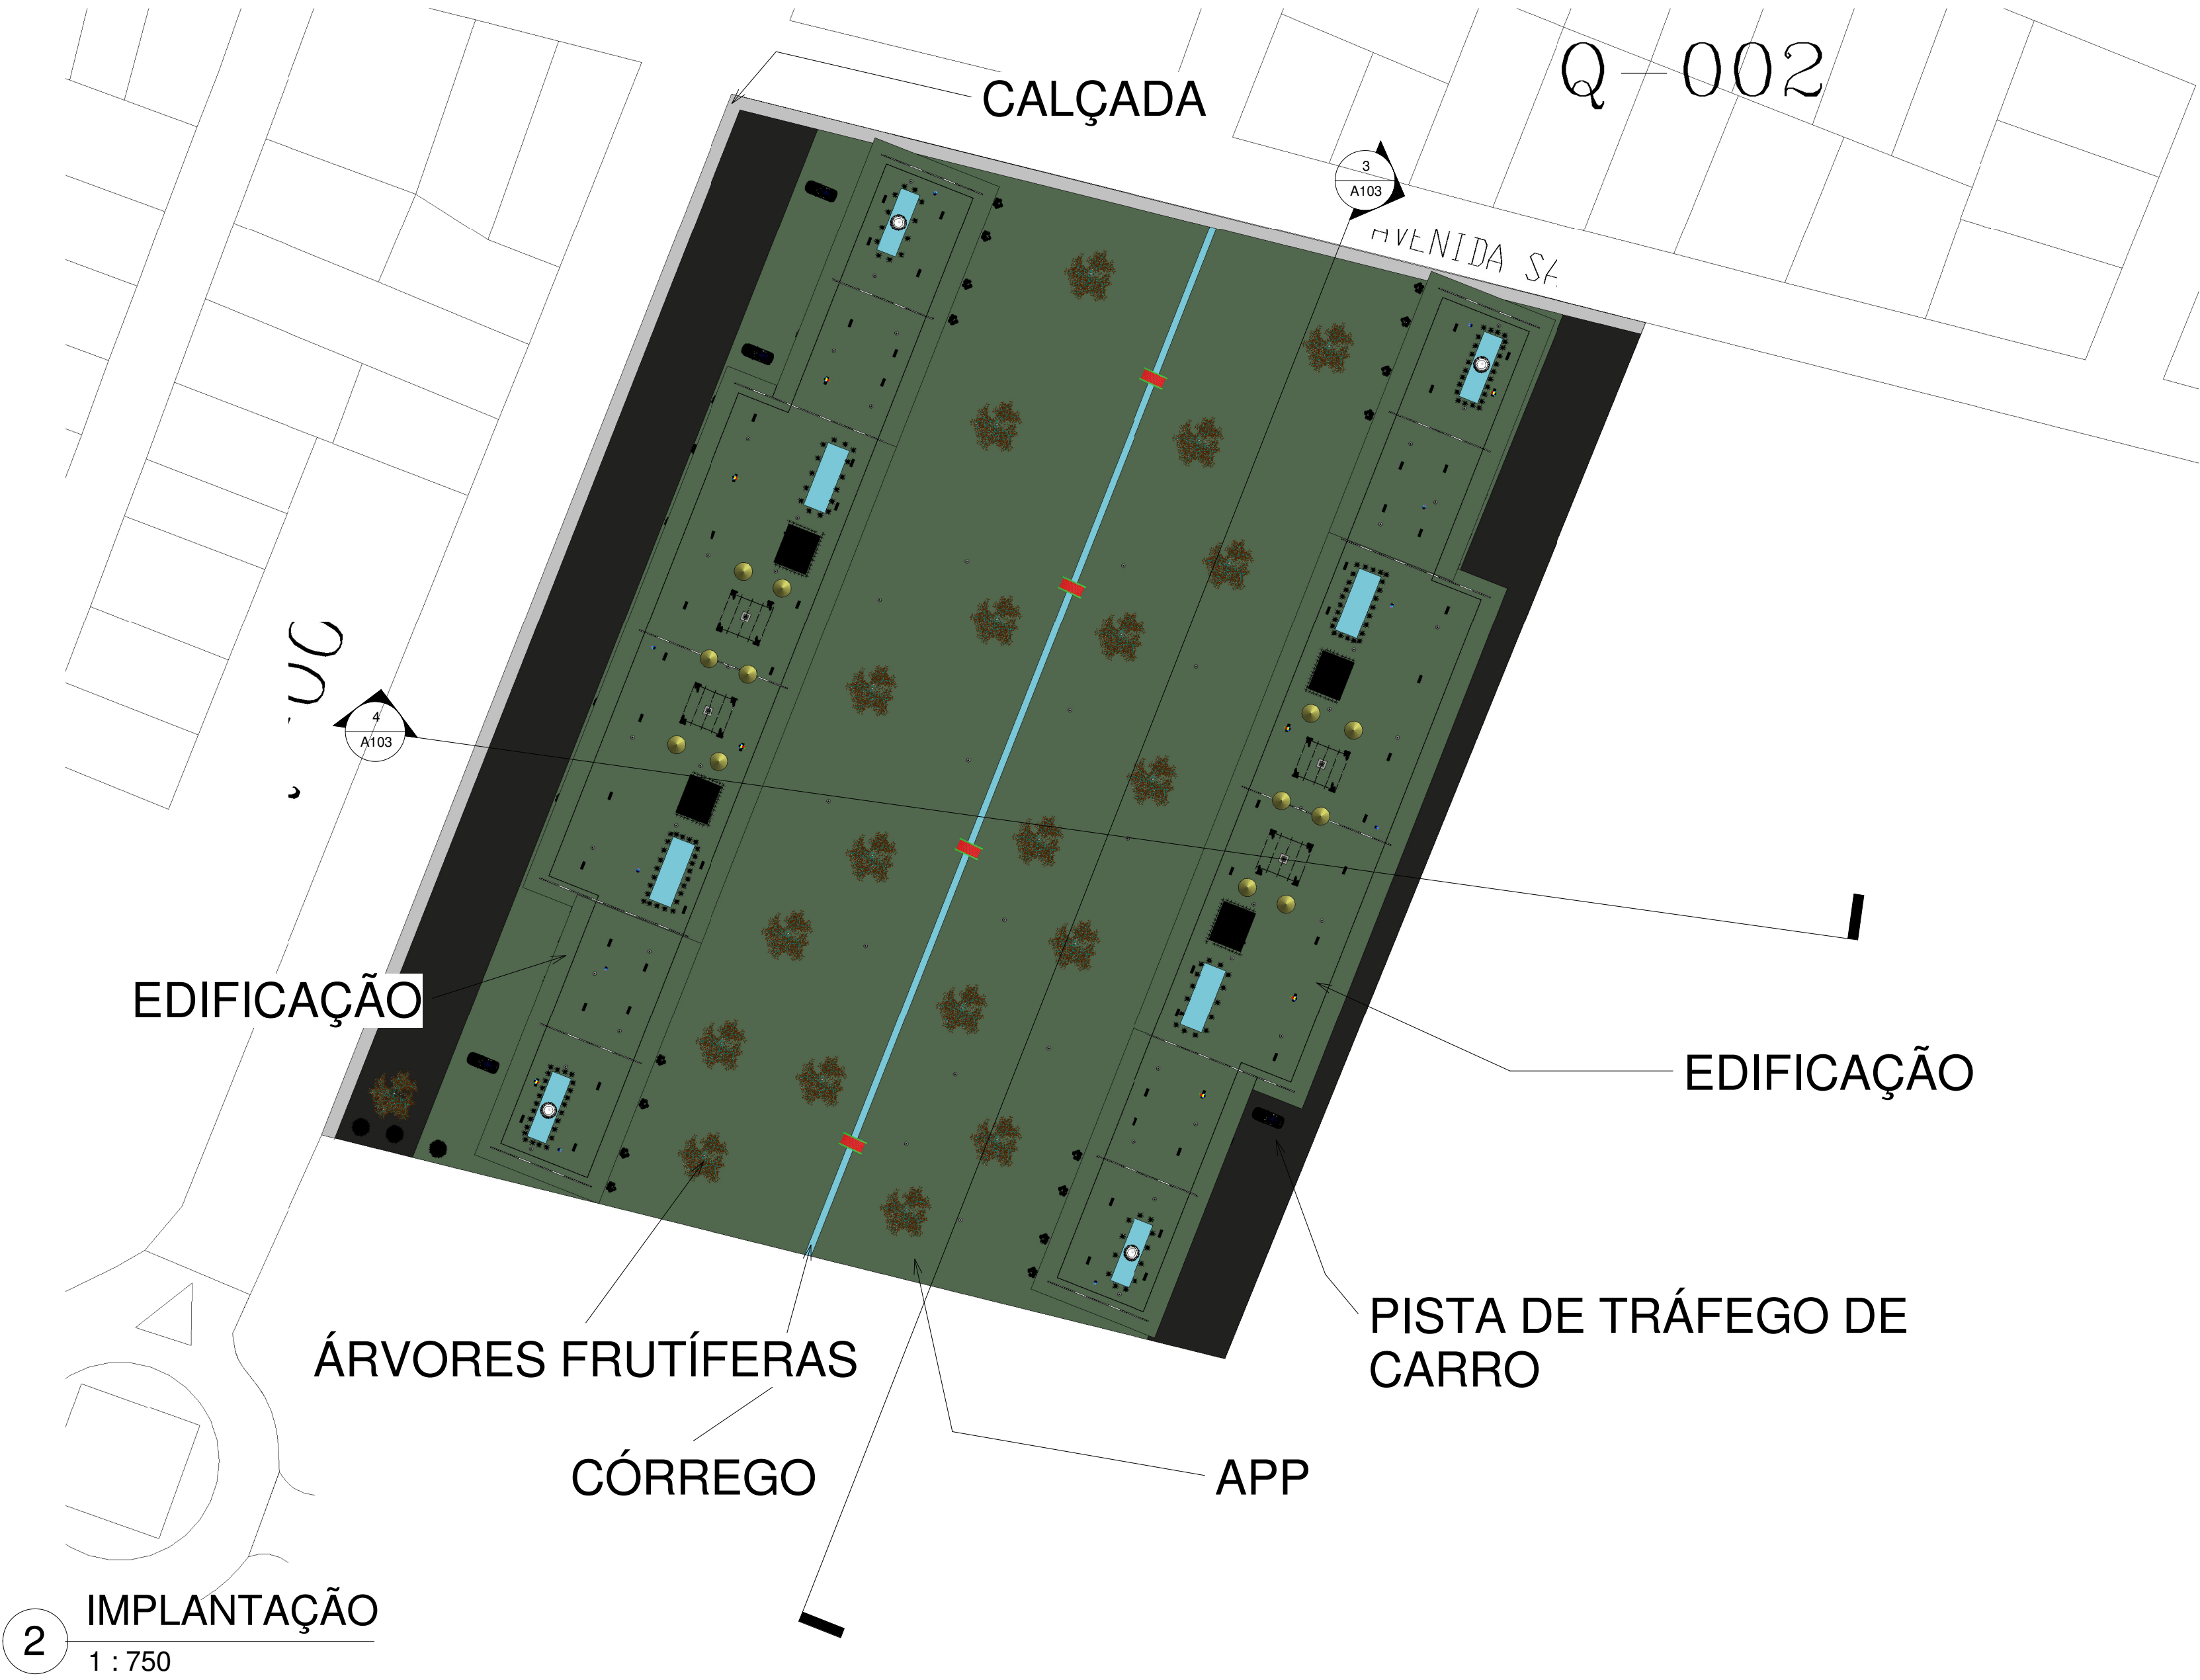 CALÇADA
Q-002
3
A103
AVENIDA
4
A103
EDIFICAÇÃO
EDIFICAÇÃO
PISTA DE TRÁFEGO DE
CARRO
ÁRVORES FRUTÍFERAS
CÓRREGO
APP
2
IMPLANTAÇÃO
1 : 750